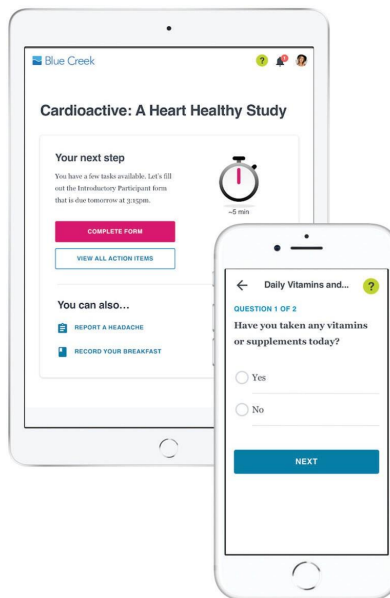 Blue Creek
?
Cardioactive: A Heart Healthy Study
Your next step
You have a few tasks available. Let's fill
out the Introductory Participant form
that is due tomorrow at 3:15pm.
~5 min
COMPLETE FORM
VIEW ALL ACTION ITEMS
You can also...
REPORT A HEADACHE
RECORD YOUR BREAKFAST
Daily Vitamins and...
?
QUESTION 1 OF 2
Have you taken any vitamins
or supplements today?
Yes
No
NEXT